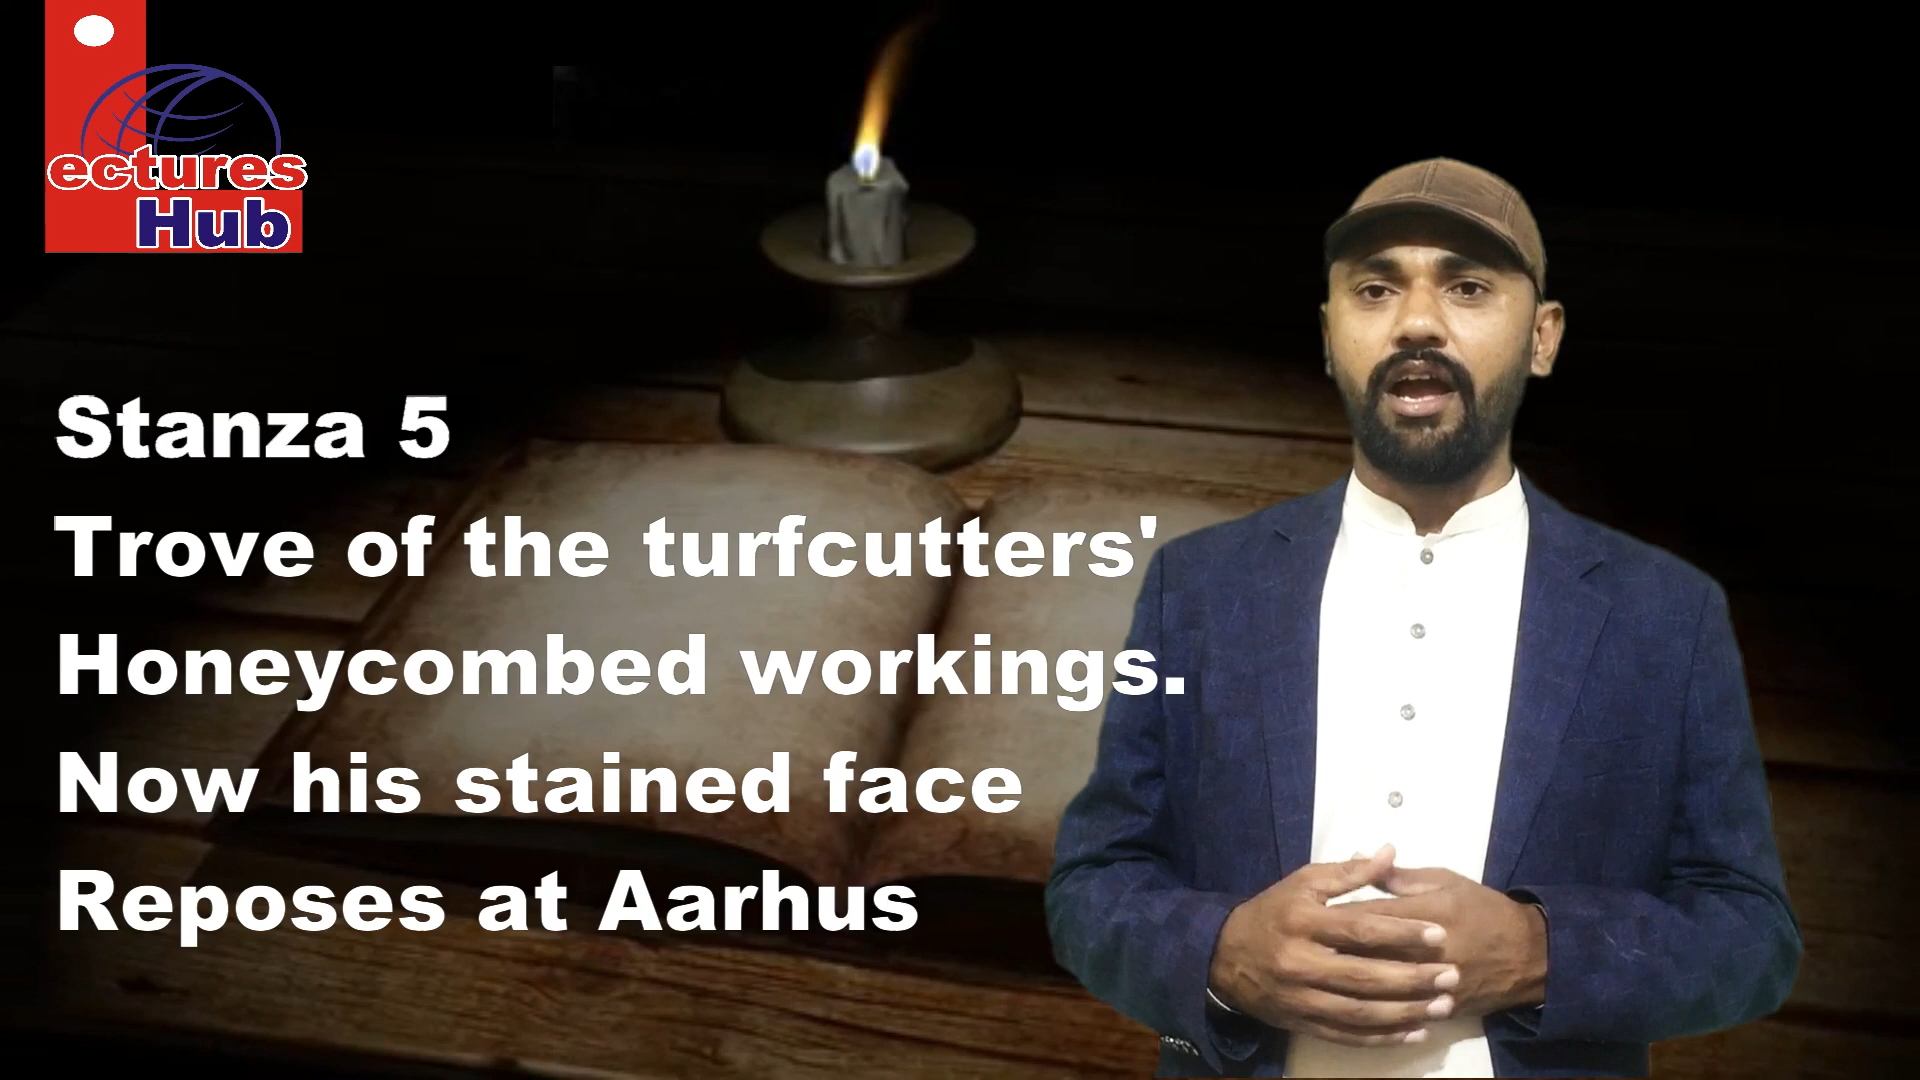 ectures
Hub
Stanza 5
Trove of the turfcutters'
Honeycombed workings.
Now his stained face
Reposes at Aarhus